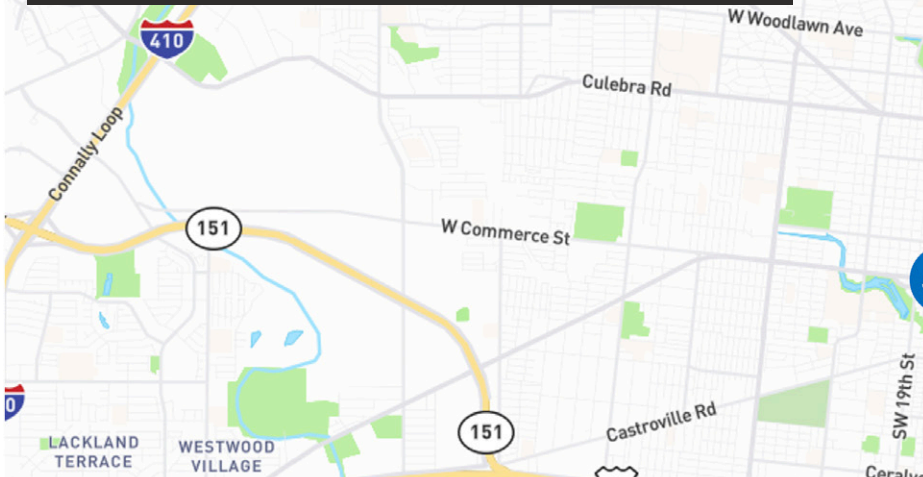 W Woodlawn Ave
410
Culebra Rd
Connally Loop
151
W Commerce St
0
SW 19th St
151
Castroville Rd
LACKLAND
TERRACE
WESTWOOD
VILLAGE